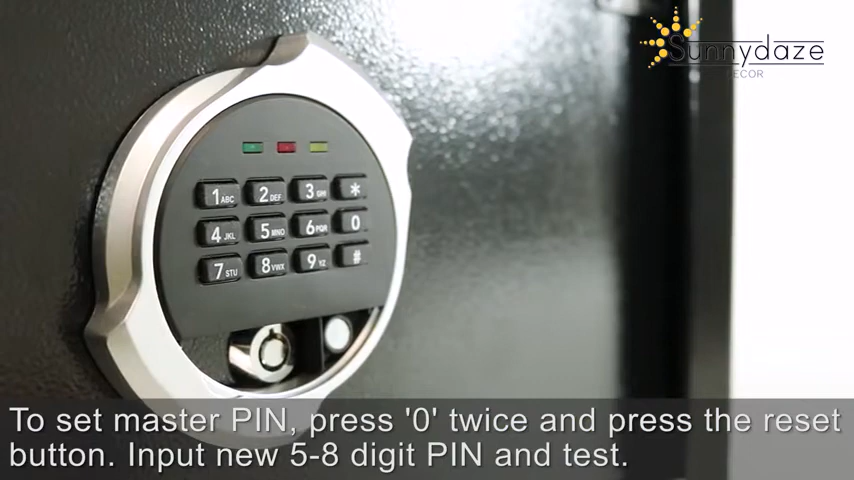 Sunnydaze
DECOR
1ABC 2DEF 3GHI *
4JKL 5MNO 6PQR 0
7STU 8VWX 9YZ #
To set master PIN, press '0' twice and press the reset
button. Input new 5-8 digit PIN and test.